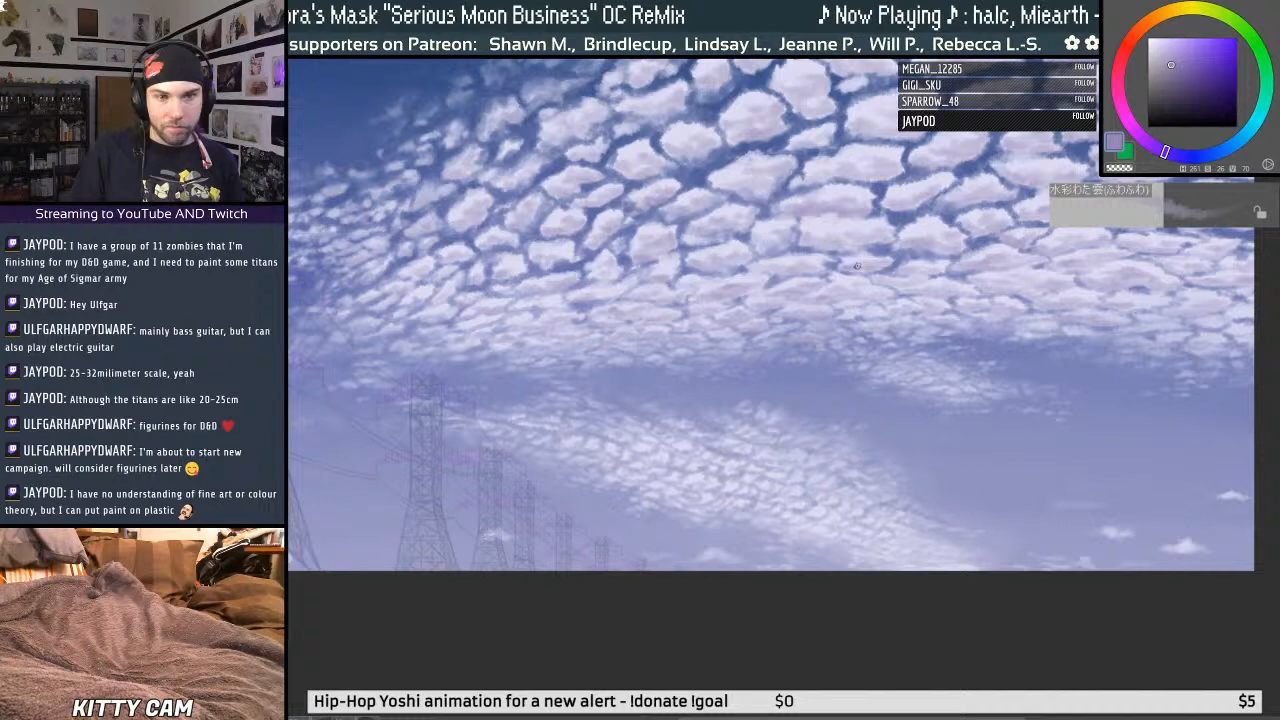 ora's Mask "Serious Moon Business" OC ReMix
♪ Now Playing ♪ : halc, Miearth -
supporters on Patreon: Shawn M., Brindlecup, Lindsay L., Jeanne P., Will P., Rebecca L.-S.
MEGAN_12285 FOLLOW
GIGI_SKU FOLLOW
SPARROW_48 FOLLOW
JAYPOD FOLLOW
H 261 S 26 V 70
水彩わた雲(ふわふわ)
Streaming to YouTube AND Twitch
JAYPOD: I have a group of 11 zombies that I'm
finishing for my D&D game, and I need to paint some titans
for my Age of Sigmar army
JAYPOD: Hey Ulfgar
ULFGARHAPPYDWARF: mainly bass guitar, but I can
also play electric guitar
JAYPOD: 25-32milimeter scale, yeah
JAYPOD: Although the titans are like 20-25cm
ULFGARHAPPYDWARF: figurines for D&D ❤
ULFGARHAPPYDWARF: I'm about to start new
campaign. will consider figurines later 😋
JAYPOD: I have no understanding of fine art or colour
theory, but I can put paint on plastic
KITTY CAM
Hip-Hop Yoshi animation for a new alert - !donate !goal $0 $5